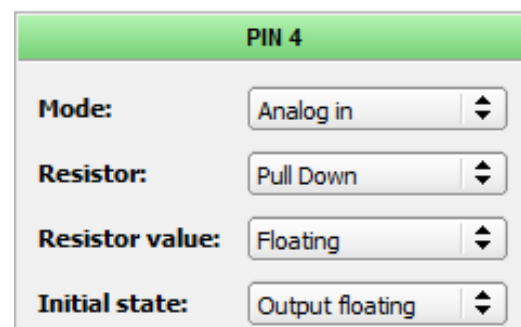 PIN 4
Mode: Analog in
Resistor: Pull Down
Resistor value: Floating
Initial state: Output floating